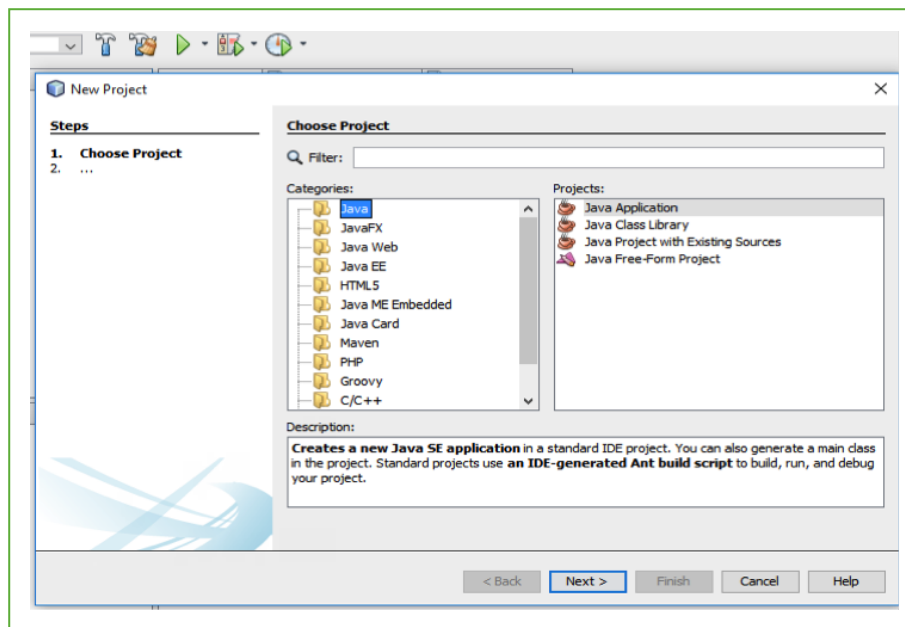 New Project
Steps
1. Choose Project
2. ...
Choose Project
Filter:
Categories:
Java
JavaFX
Java Web
Java EE
HTML5
Java ME Embedded
Java Card
Maven
PHP
Groovy
C/C++
Projects:
Java Application
Java Class Library
Java Project with Existing Sources
Java Free-Form Project
Description:
Creates a new Java SE application in a standard IDE project. You can also generate a main class
in the project. Standard projects use an IDE-generated Ant build script to build, run, and debug
your project.
< Back
Next >
Finish
Cancel
Help